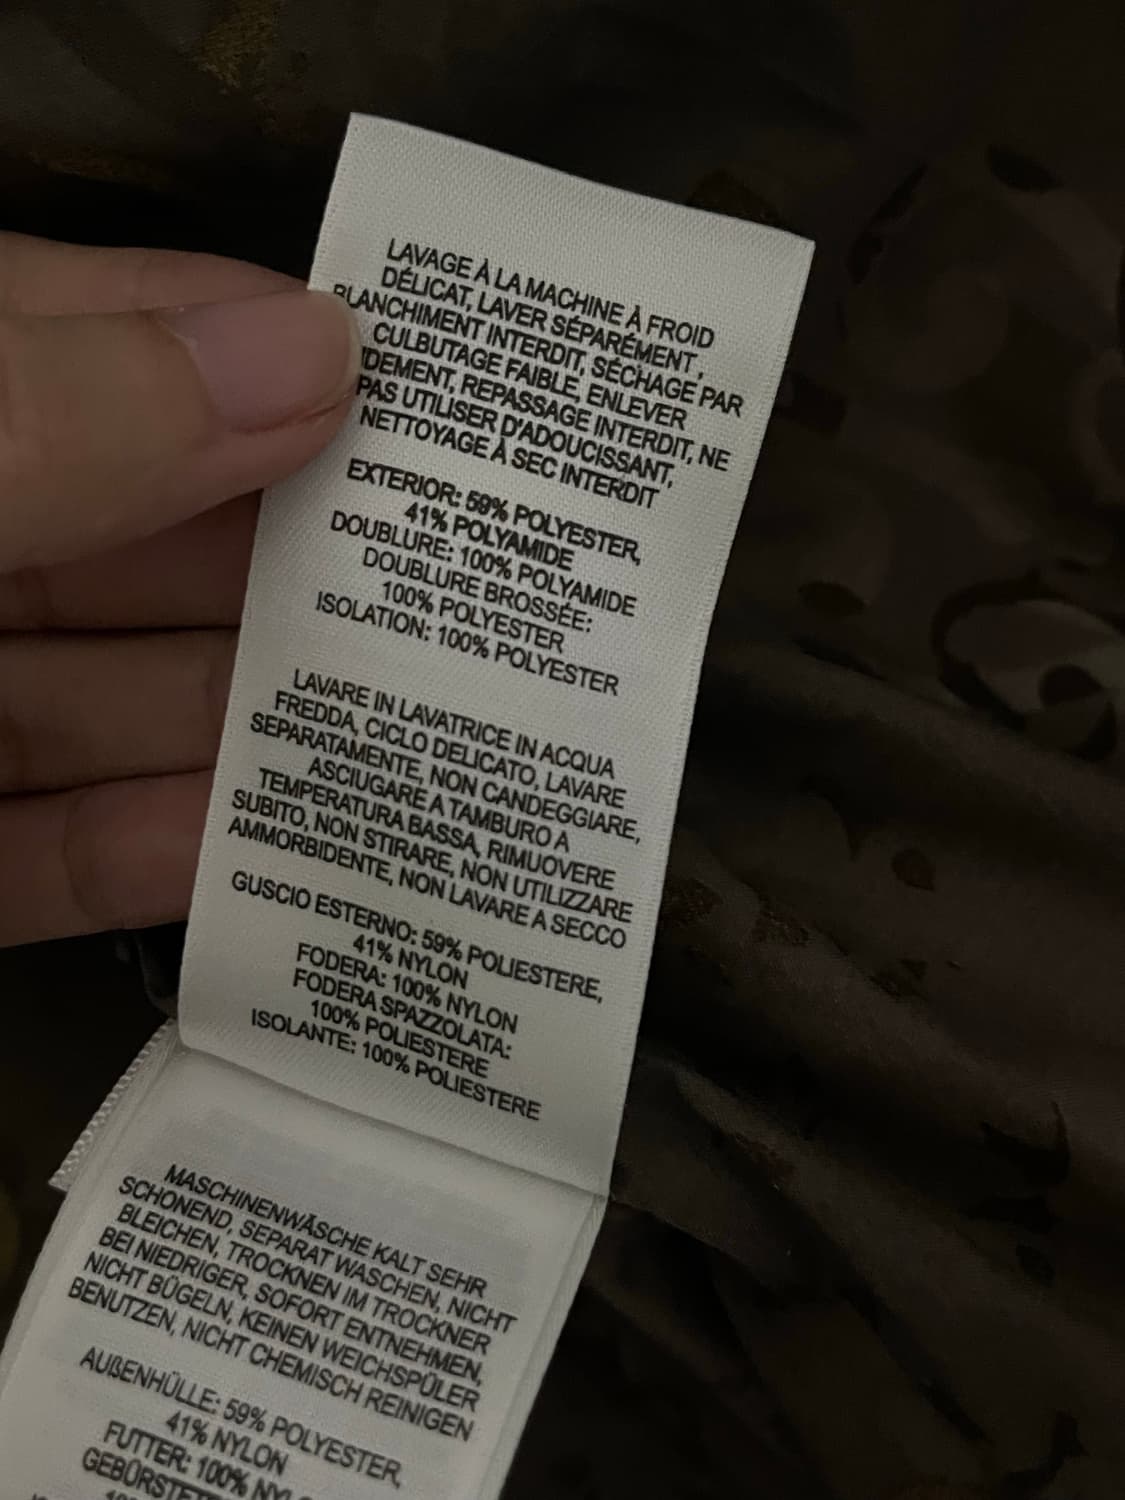 LAVAGE À LA MACHINE À FROID
DÉLICAT, LAVER SÉPARÉMENT,
BLANCHIMENT INTERDIT, SÉCHAGE PAR
CULBUTAGE FAIBLE, ENLEVER
IDEMENT, REPASSAGE INTERDIT, NE
PAS UTILISER D'ADOUCISSANT,
NETTOYAGE À SEC INTERDIT
EXTERIOR: 59% POLYESTER,
41% POLYAMIDE
DOUBLURE: 100% POLYAMIDE
DOUBLURE BROSSÉE:
100% POLYESTER
ISOLATION: 100% POLYESTER
LAVARE IN LAVATRICE IN ACQUA
FREDDA, CICLO DELICATO, LAVARE
SEPARATAMENTE, NON CANDEGGIARE,
ASCIUGARE A TAMBURO A
TEMPERATURA BASSA, RIMUOVERE
SUBITO, NON STIRARE, NON UTILIZZARE
AMMORBIDENTE, NON LAVARE A SECCO
GUSCIO ESTERNO: 59% POLIESTERE,
41% NYLON
FODERA: 100% NYLON
FODERA SPAZZOLATA:
100% POLIESTERE
ISOLANTE: 100% POLIESTERE
MASCHINENWÄSCHE KALT SEHR
SCHONEND, SEPARAT WASCHEN, NICHT
BLEICHEN, TROCKNEN IM TROCKNER
BEI NIEDRIGER, SOFORT ENTNEHMEN,
NICHT BÜGELN, KEINEN WEICHSPÜLER
BENUTZEN, NICHT CHEMISCH REINIGEN
AUßENHÜLLE: 59% POLYESTER,
41% NYLON
FUTTER: 100%